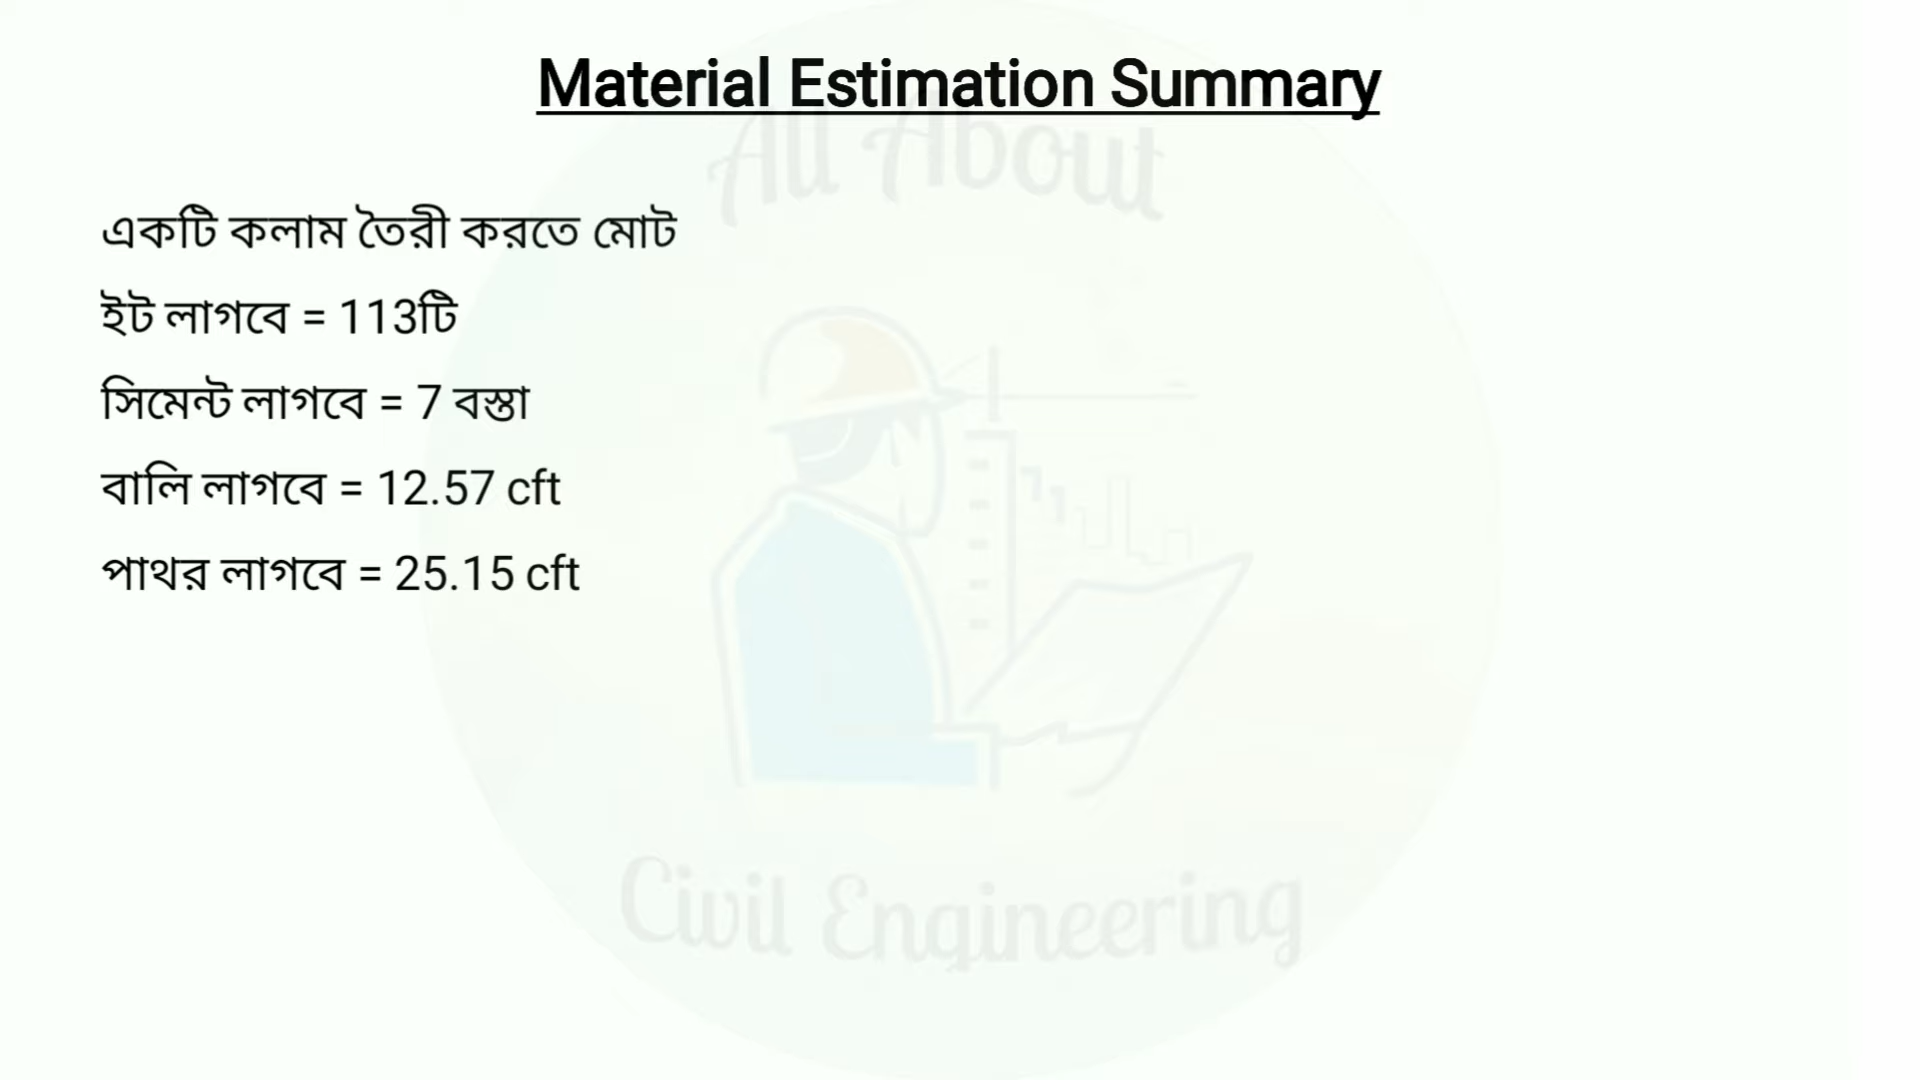 Material Estimation Summary
All About
একটি কলাম তৈরী করতে মোট
ইট লাগবে = 113টি
সিমেন্ট লাগবে = 7 বস্তা
বালি লাগবে = 12.57 cft
পাথর লাগবে = 25.15 cft
Civil Engineering